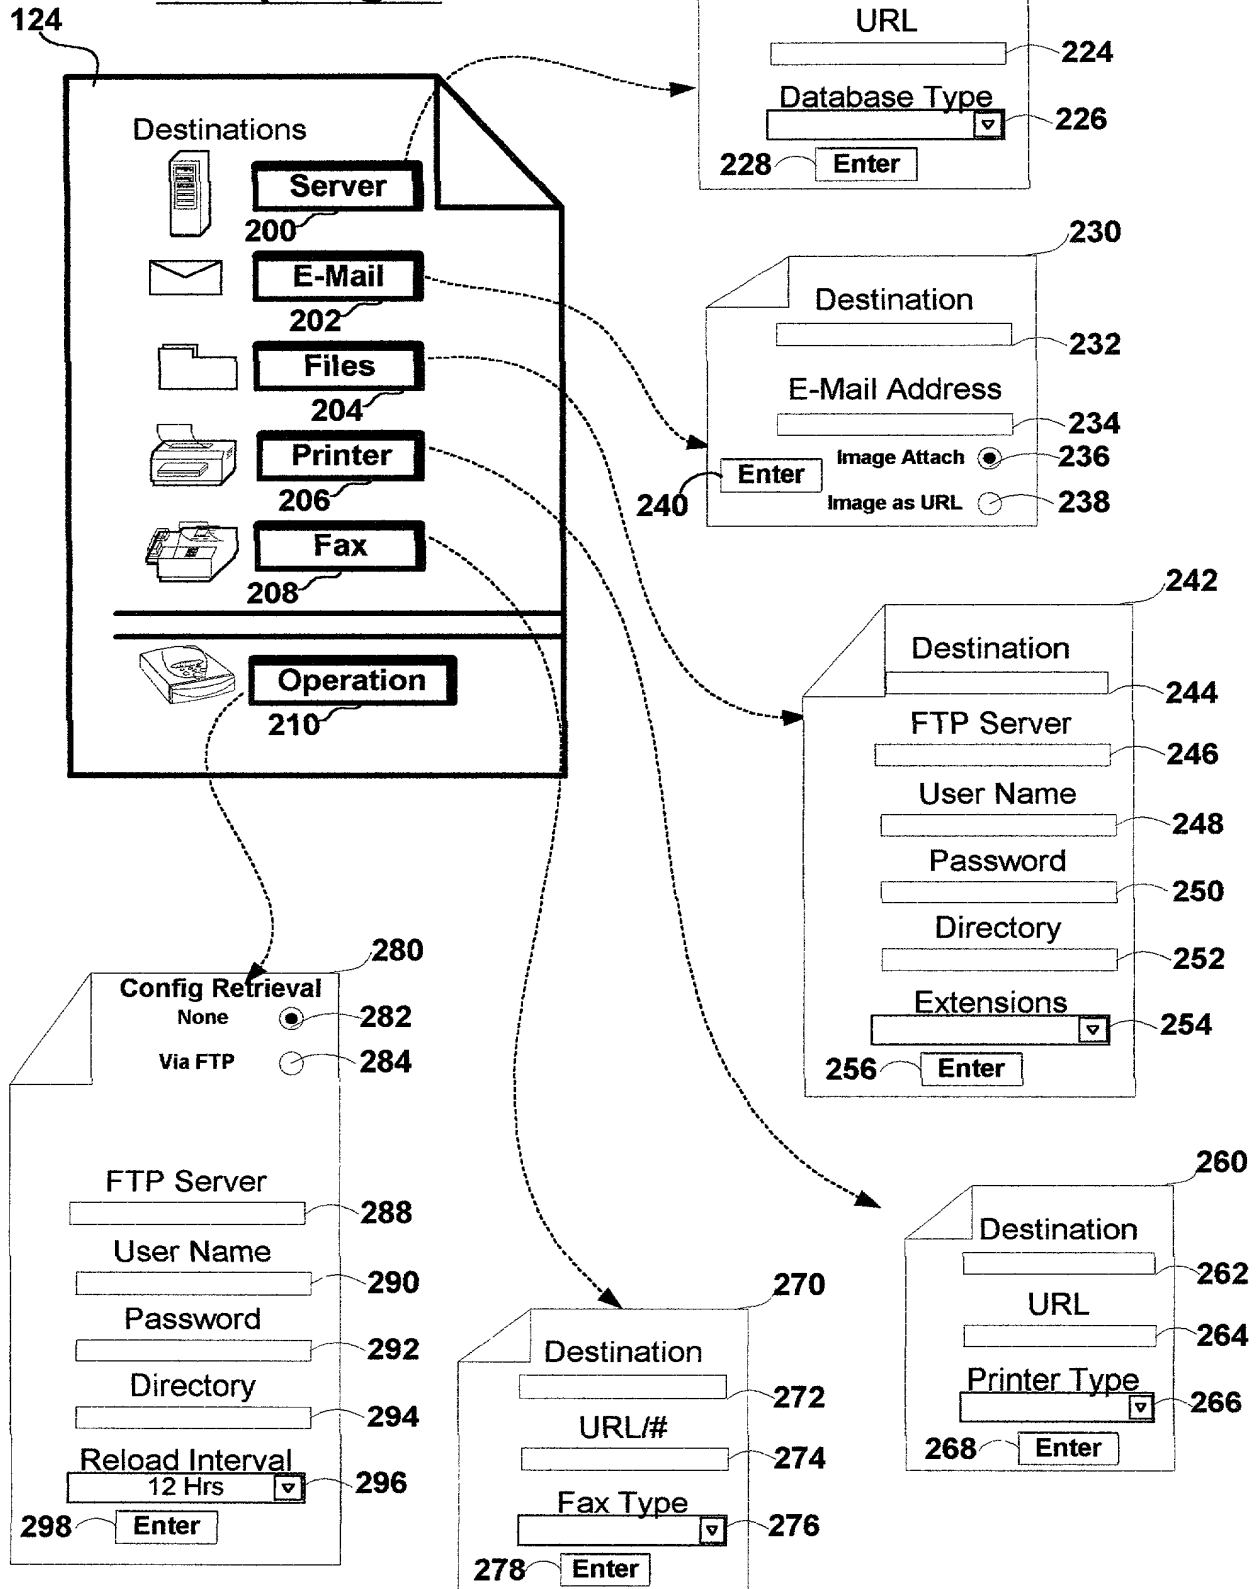 124
Destinations
Server
200
E-Mail
202
Files
204
Printer
206
Fax
208
Operation
210
URL
224
Database Type
226
228
Enter
230
Destination
232
E-Mail Address
234
Image Attach
236
240
Enter
Image as URL
238
242
Destination
244
FTP Server
246
User Name
248
Password
250
Directory
252
Extensions
254
256
Enter
260
Destination
262
URL
264
Printer Type
266
268
Enter
270
Destination
272
URL/#
274
Fax Type
276
278
Enter
280
Config Retrieval
None
282
Via FTP
284
FTP Server
288
User Name
290
Password
292
Directory
294
Reload Interval
12 Hrs
296
298
Enter